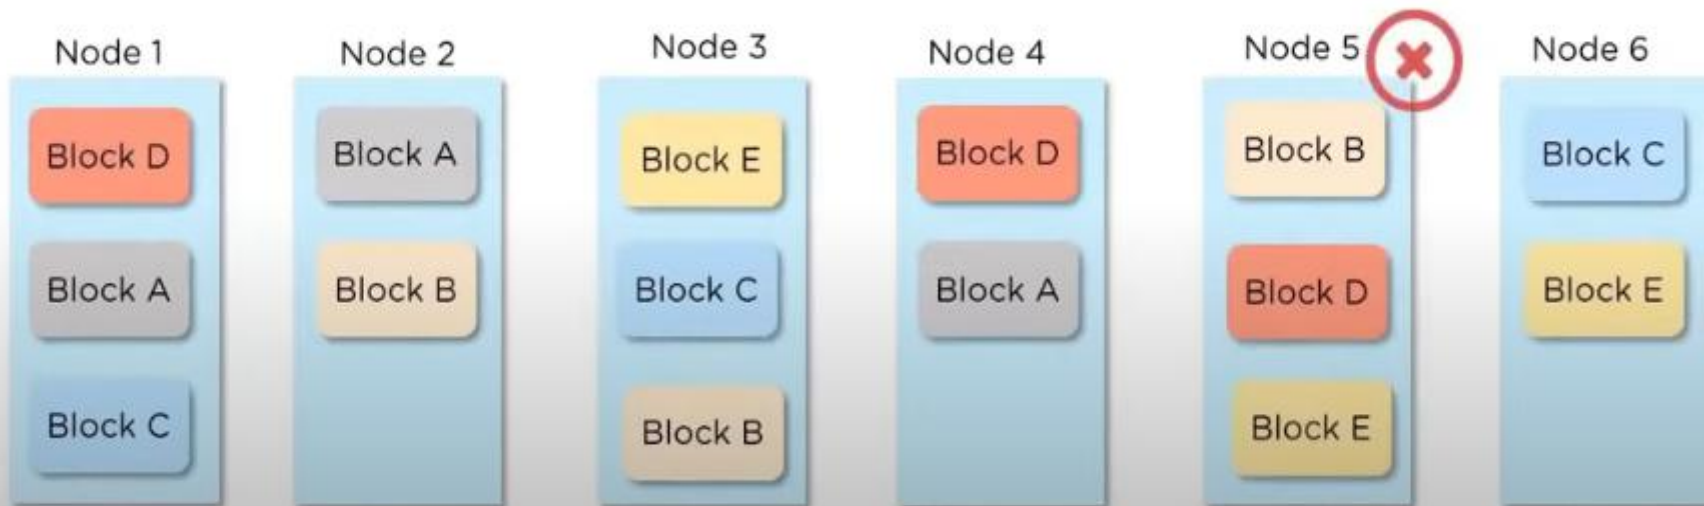 Node 1
Block D
Block A
Block C
Node 2
Block A
Block B
Node 3
Block E
Block C
Block B
Node 4
Block D
Block A
Node 5
Block B
Block D
Block E
Node 6
Block C
Block E